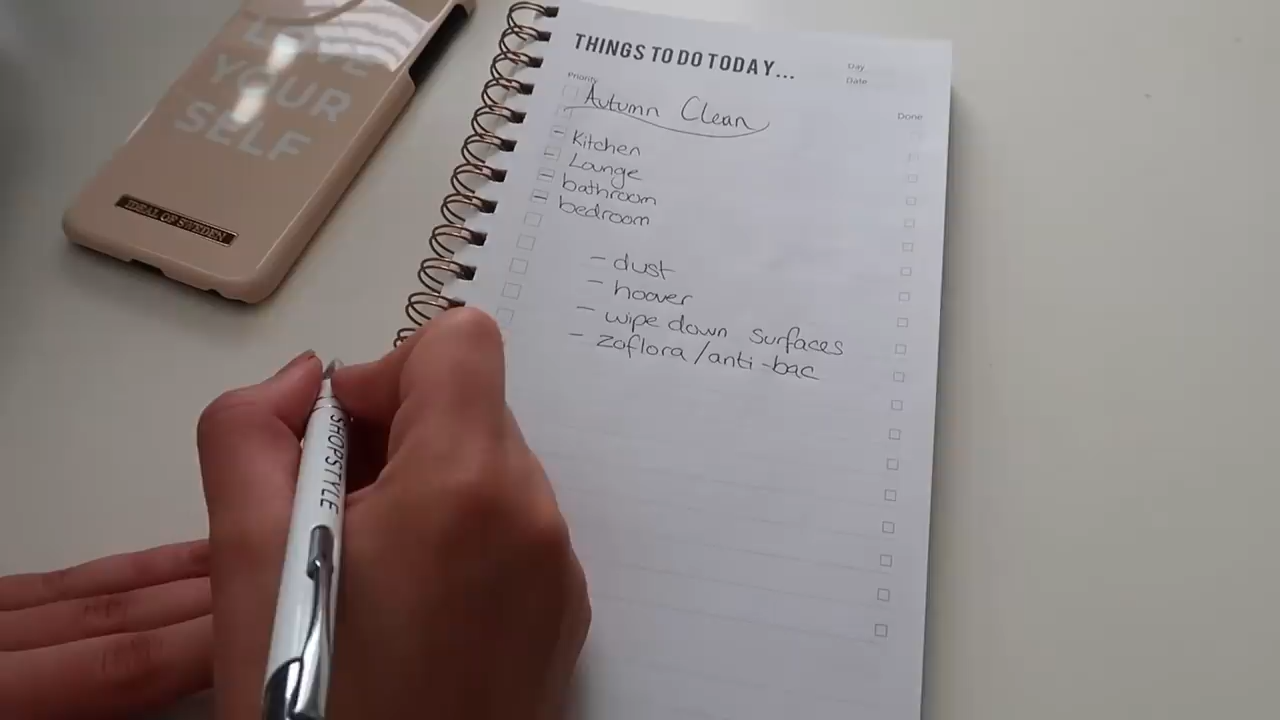 LOVE
YOUR
SELF
IDEAL OF SWEDEN
THINGS TO DO TODAY...
Day
Date
Priority
Done
Autumn Clean
- Kitchen
- Lounge
- bathroom
- bedroom
- dust
- hoover
- wipe down surfaces
- zoflora/anti-bac
SHOPSTYLE